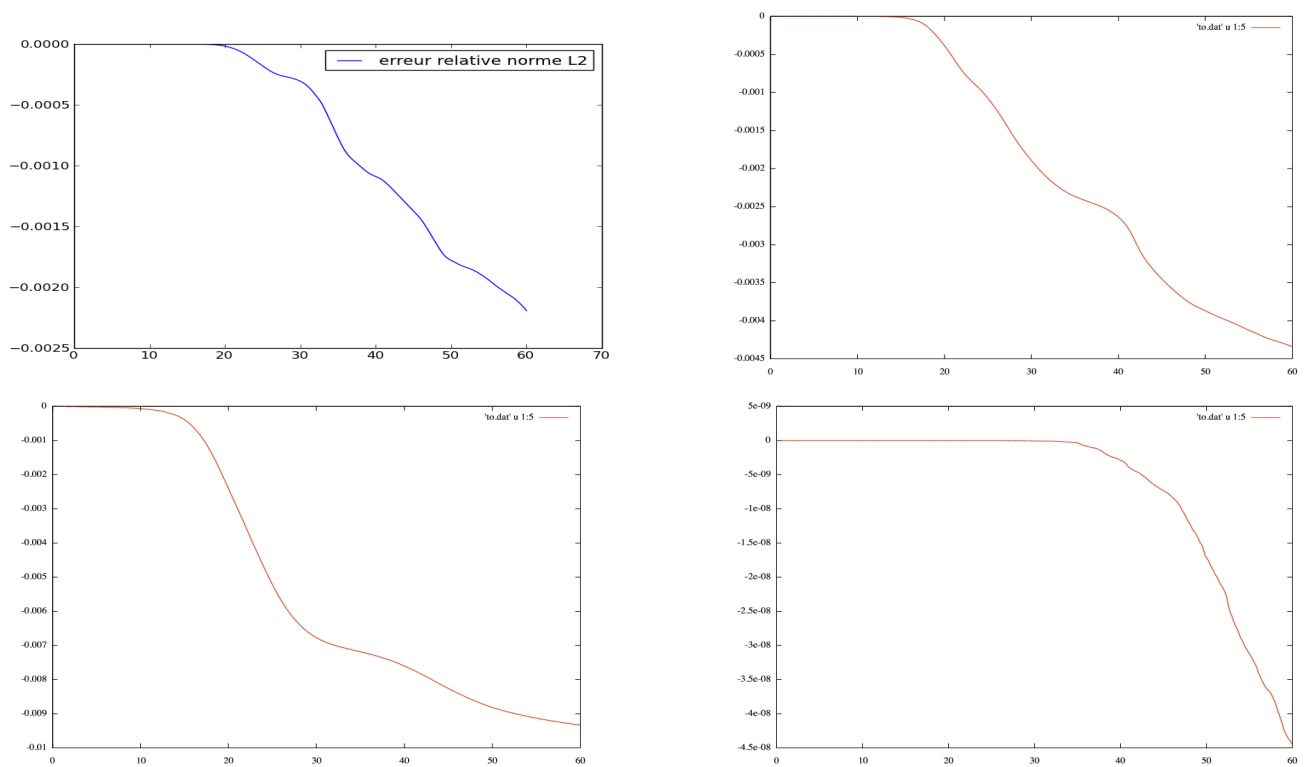 erreur relative norme L2
0.0000
−0.0005
−0.0010
−0.0015
−0.0020
−0.0025
0 10 20 30 40 50 60 70
'to.dat' u 1:5
0
-0.0005
-0.001
-0.0015
-0.002
-0.0025
-0.003
-0.0035
-0.004
-0.0045
0 10 20 30 40 50 60
'to.dat' u 1:5
0
-0.001
-0.002
-0.003
-0.004
-0.005
-0.006
-0.007
-0.008
-0.009
-0.01
0 10 20 30 40 50 60
'to.dat' u 1:5
5e-09
0
-5e-09
-1e-08
-1.5e-08
-2e-08
-2.5e-08
-3e-08
-3.5e-08
-4e-08
-4.5e-08
0 10 20 30 40 50 60